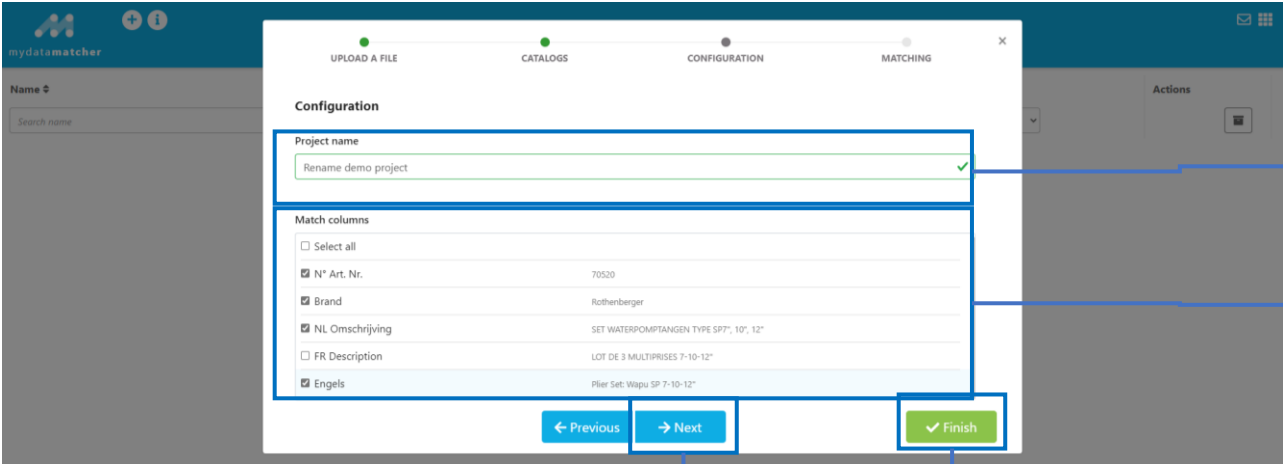 mydatamatcher
UPLOAD A FILE
CATALOGS
CONFIGURATION
MATCHING
×
Name
Actions
Search name
Configuration
Project name
Rename demo project
Match columns
Select all
N° Art. Nr. 70520
Brand Rothenberger
NL Omschrijving SET WATERPOMPTANGEN TYPE SP7", 10", 12"
FR Description LOT DE 3 MULTIPRISES 7-10-12"
Engels Plier Set: Wapu SP 7-10-12"
Previous
Next
Finish